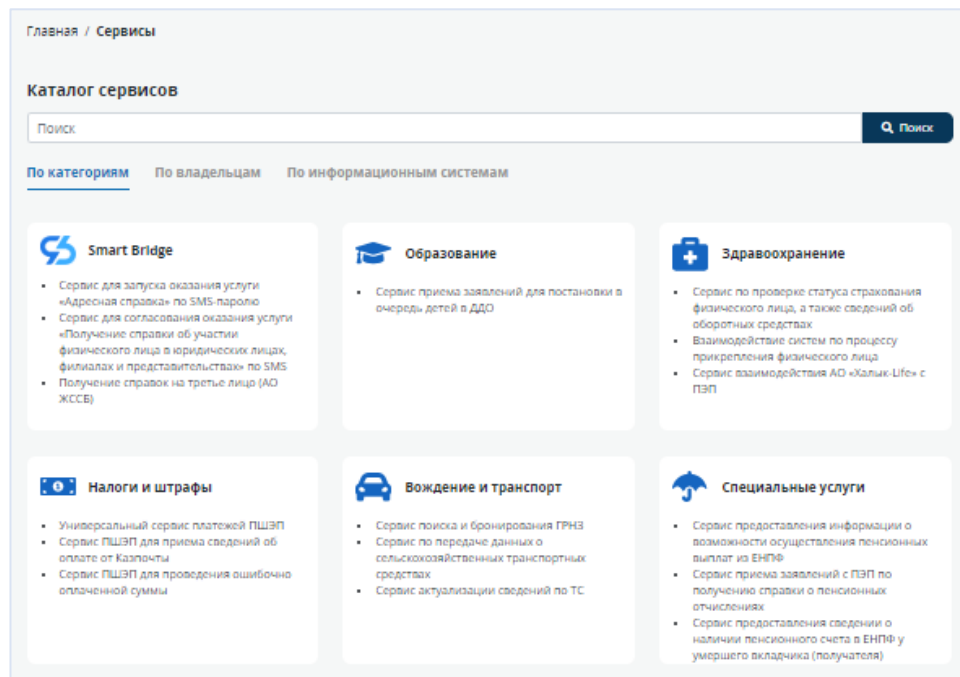 Главная / Сервисы
Каталог сервисов
Поиск
Поиск
По категориям
По владельцам
По информационным системам
Smart Bridge
Сервис для запуска оказания услуги
«Адресная справка» по SMS-паролю
Сервис для согласования оказания услуги
«Получение справки об участии
физического лица в юридических лицах,
филиалах и представительствах» по SMS
Получение справок на третье лицо (АО
ЖССБ)
Образование
Сервис приема заявлений для постановки в
очередь детей в ДДО
Здравоохранение
Сервис по проверке статуса страхования
физического лица, а также сведений об
оборотных средствах
Взаимодействие систем по процессу
прикрепления физического лица
Сервис взаимодействия АО «Халык-Life» с
ПЭП
Налоги и штрафы
Универсальный сервис платежей ПШЭП
Сервис ПШЭП для приема сведений об
оплате от Казпочты
Сервис ПШЭП для проведения ошибочно
оплаченной суммы
Вождение и транспорт
Сервис поиска и бронирования ГРНЗ
Сервис по передаче данных о
сельскохозяйственных транспортных
средствах
Сервис актуализации сведений по ТС
Специальные услуги
Сервис предоставления информации о
возможности осуществления пенсионных
выплат из ЕНПФ
Сервис приема заявлений с ПЭП по
получению справки о пенсионных
отчислениях
Сервис предоставления сведении о
наличии пенсионного счета в ЕНПФ у
умершего вкладчика (получателя)